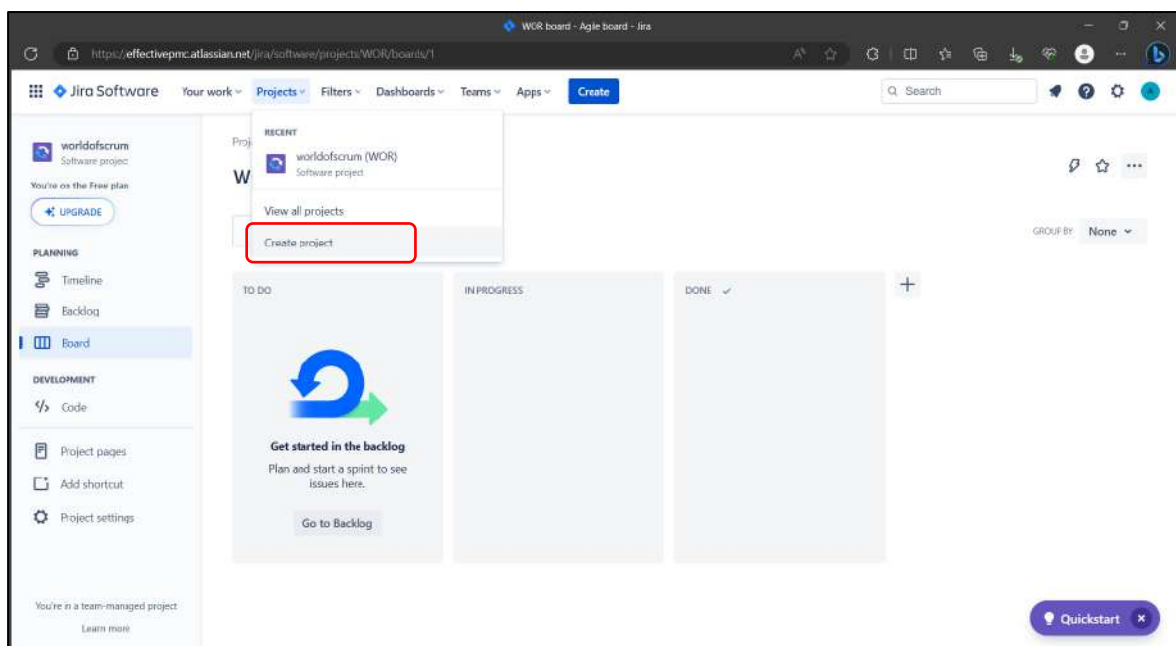 WOR board - Agile board - Jira
https://effectivepmc.atlassian.net/jira/software/projects/WOR/boards/1
Jira Software Your work Projects Filters Dashboards Teams Apps Create Search
worldofscrum
Software project
You're on the Free plan
UPGRADE
PLANNING
Timeline
Backlog
Board
DEVELOPMENT
Code
Project pages
Add shortcut
Project settings
You're in a team-managed project
Learn more
Proj
W
RECENT
worldofscrum (WOR)
Software project
View all projects
Create project
GROUP BY None
TO DO
IN PROGRESS
DONE
Get started in the backlog
Plan and start a sprint to see
issues here.
Go to Backlog
Quickstart